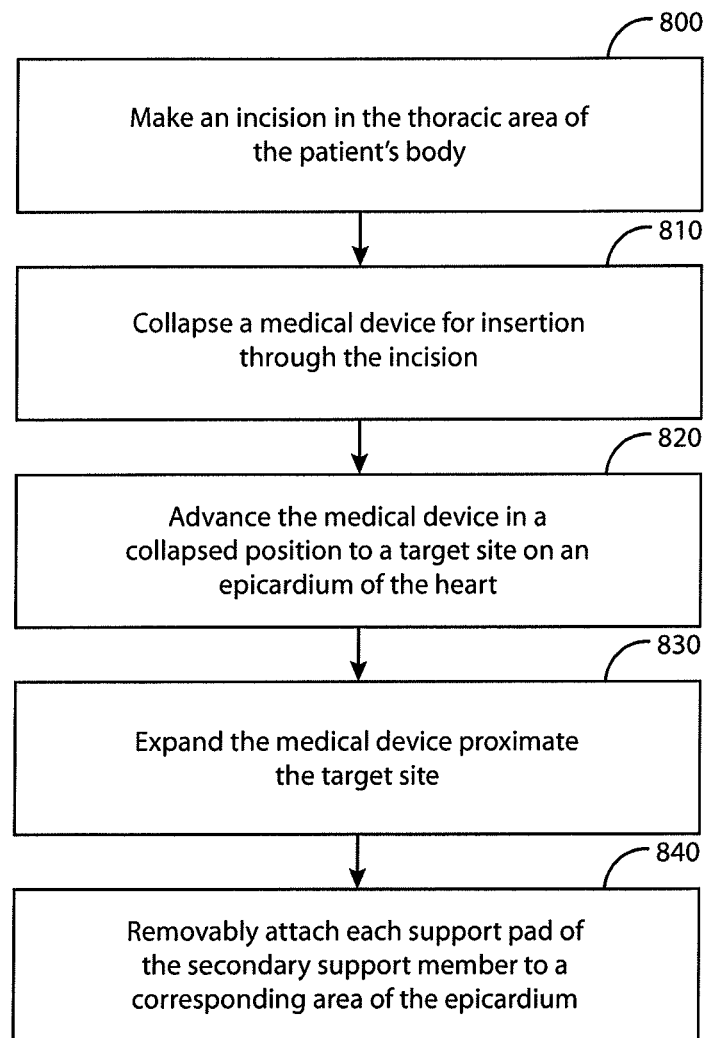 800
Make an incision in the thoracic area of
the patient's body
810
Collapse a medical device for insertion
through the incision
820
Advance the medical device in a
collapsed position to a target site on an
epicardium of the heart
830
Expand the medical device proximate
the target site
840
Removably attach each support pad of
the secondary support member to a
corresponding area of the epicardium